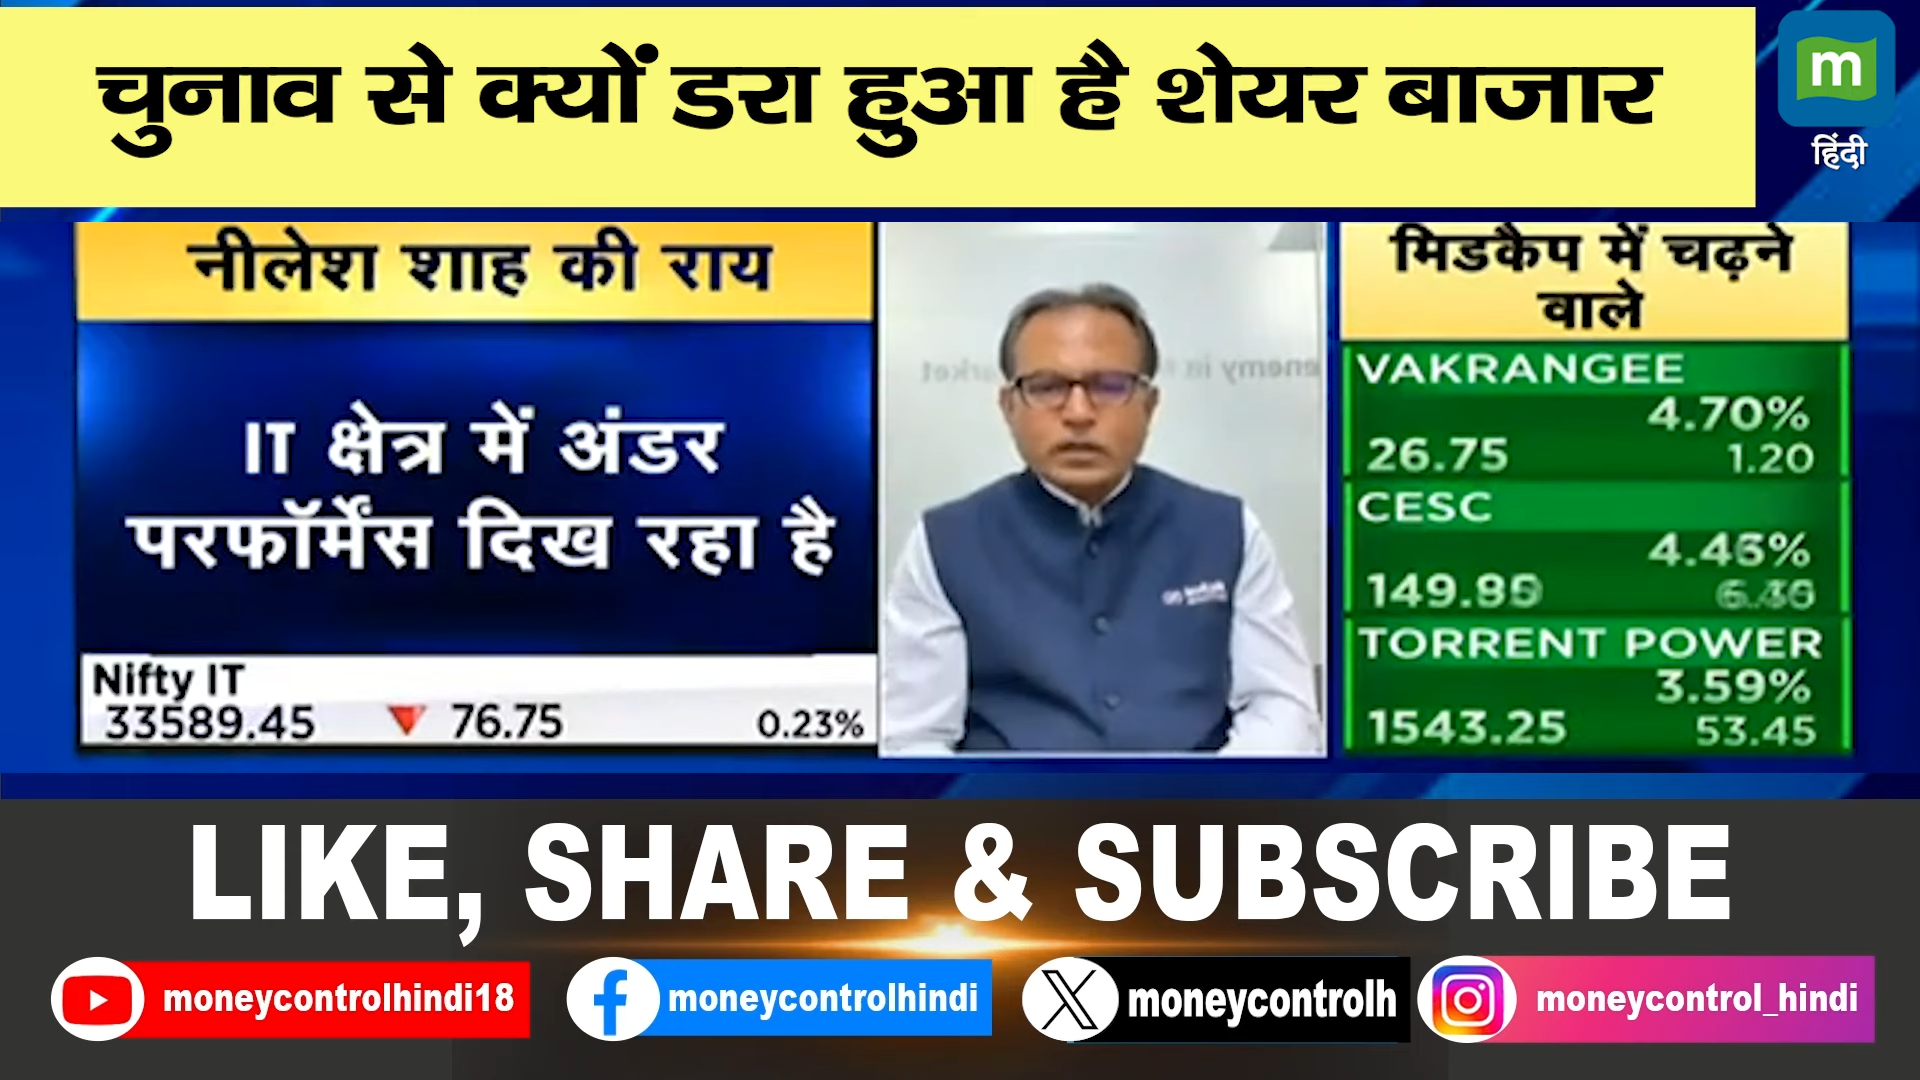 चुनाव से क्यों डरा हुआ है शेयर बाजार
m
हिंदी
नीलेश शाह की राय
IT क्षेत्र में अंडर
परफॉर्मेंस दिख रहा है
Nifty IT
33589.45 76.75 0.23%
enemy in
मिडकैप में चढ़ने
वाले
VAKRANGEE
4.70%
26.75 1.20
CESC
TORRENT POWER
3.59%
1543.25 53.45
LIKE, SHARE & SUBSCRIBE
moneycontrolhindi18 moneycontrolhindi moneycontrolh moneycontrol_hindi